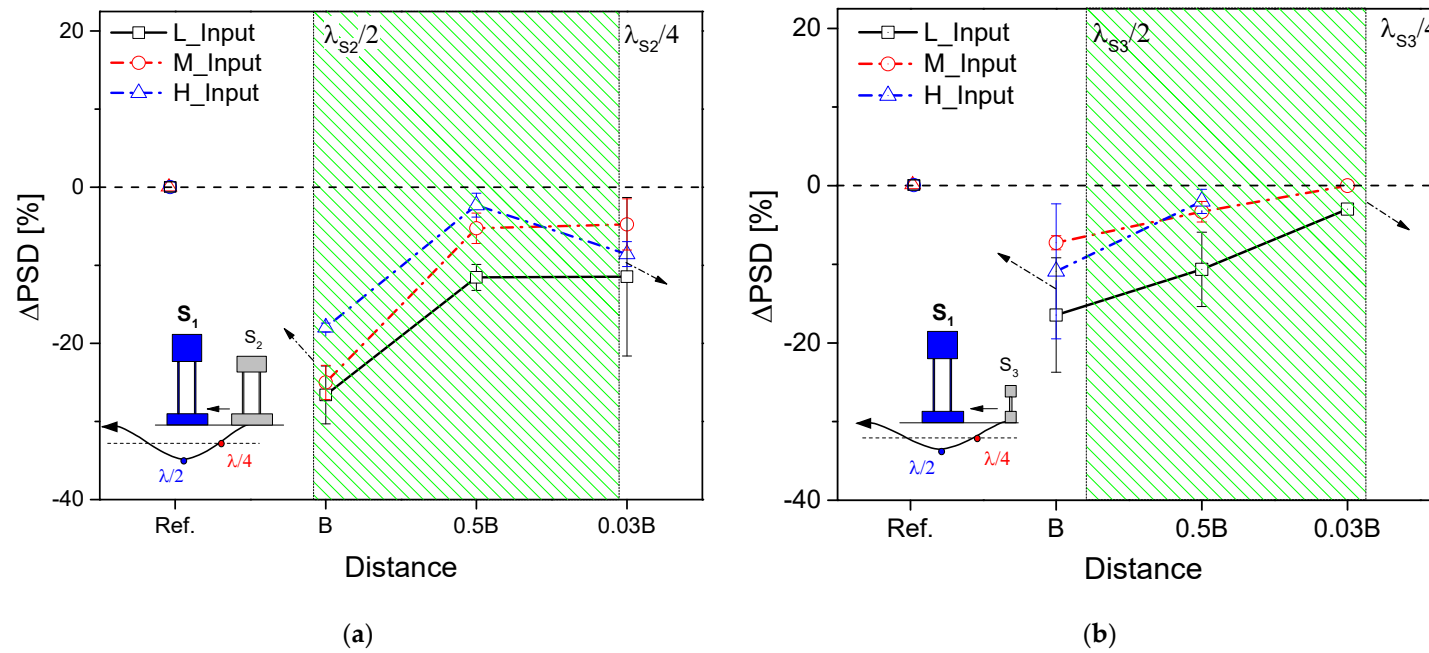 20
0
-20
-40
ΔPSD [%]
L_Input
M_Input
H_Input
λS2/2
λS2/4
S1
S2
λ/2
λ/4
Ref.
B
0.5B
0.03B
Distance
(a)
20
0
-20
-40
ΔPSD [%]
L_Input
M_Input
H_Input
λS3/2
λS3/4
S1
S3
λ/2
λ/4
Ref.
B
0.5B
0.03B
Distance
(b)